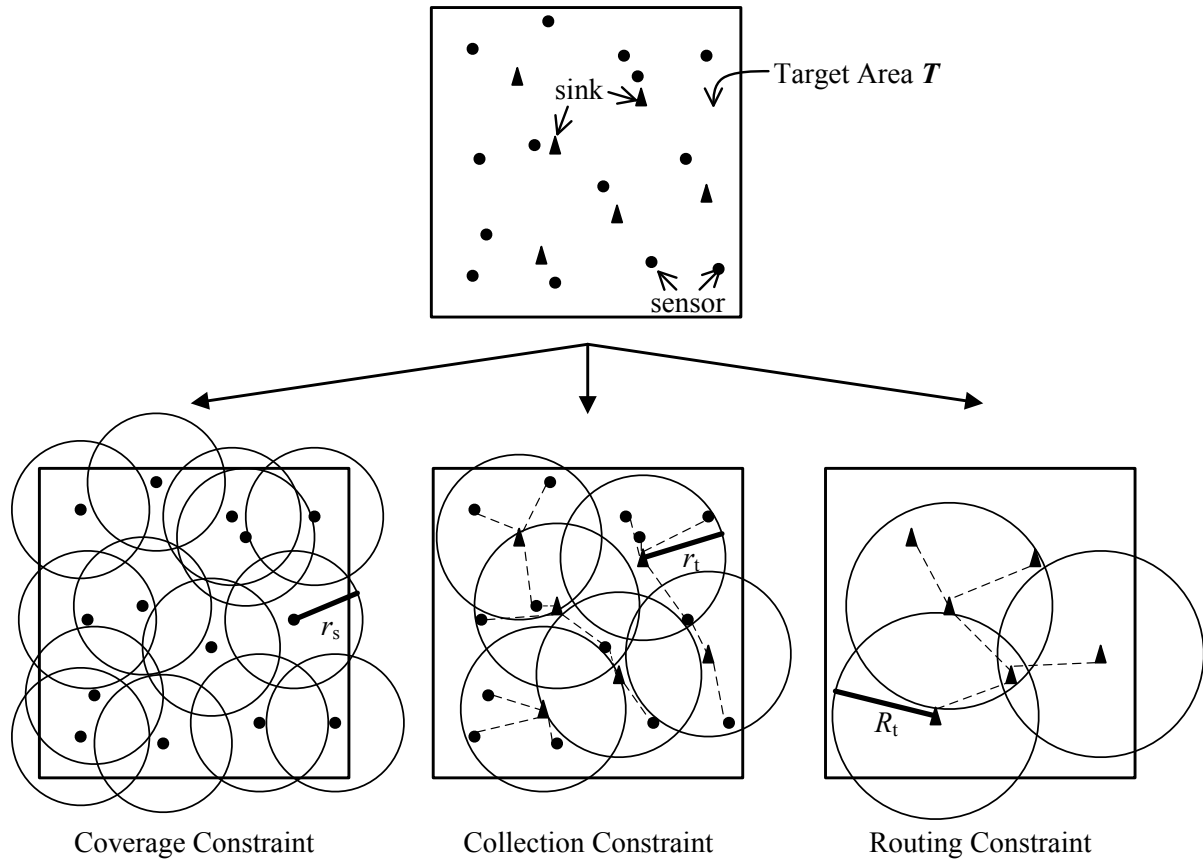 sink
Target Area T
sensor
rs
rt
Rt
Coverage Constraint
Collection Constraint
Routing Constraint